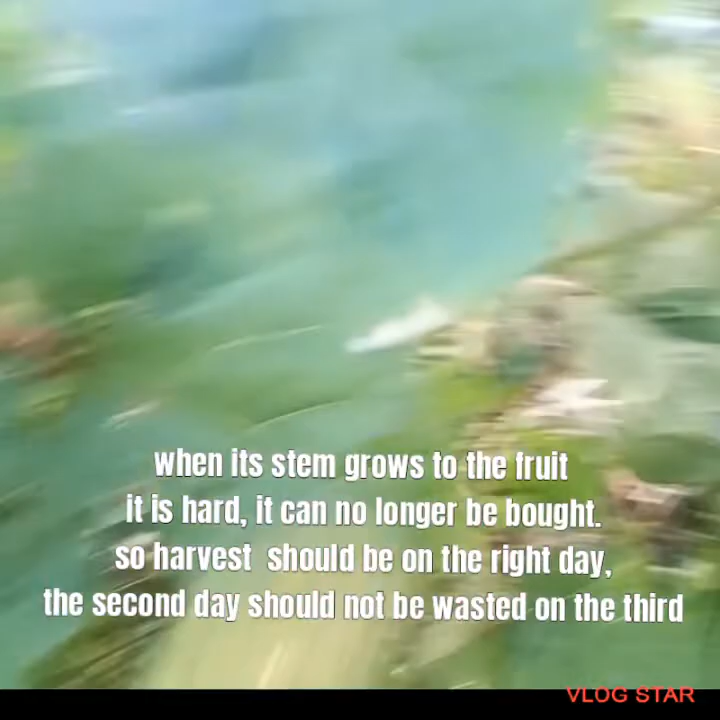 when its stem grows to the fruit
it is hard, it can no longer be bought.
so harvest  should be on the right day,
the second day should not be wasted on the third
VLOG STAR